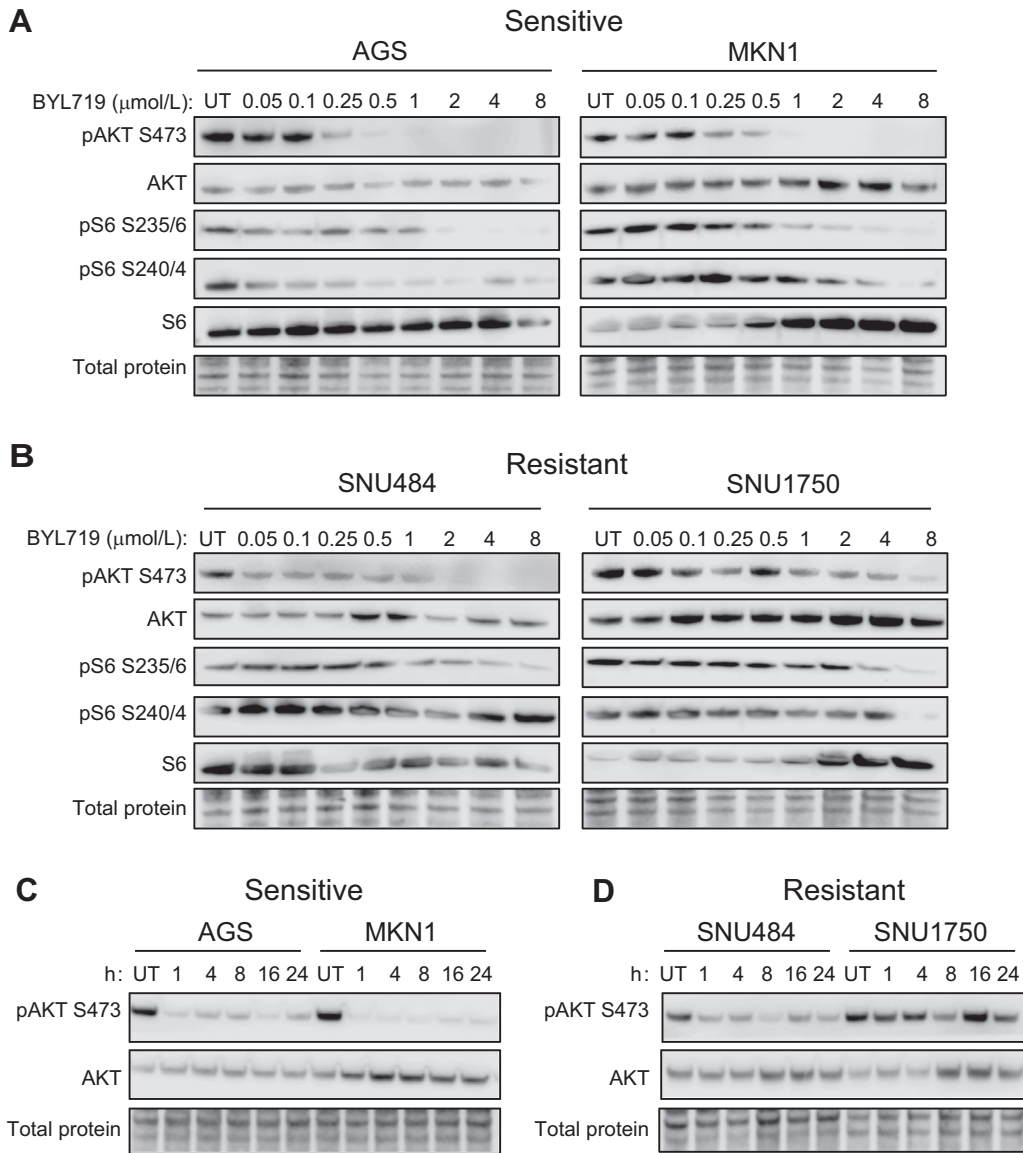 A
Sensitive
AGS MKN1
BYL719 (μmol/L): UT 0.05 0.1 0.25 0.5 1 2 4 8 UT 0.05 0.1 0.25 0.5 1 2 4 8
pAKT S473
AKT
pS6 S235/6
pS6 S240/4
S6
Total protein
B
Resistant
SNU484 SNU1750
BYL719 (μmol/L): UT 0.05 0.1 0.25 0.5 1 2 4 8 UT 0.05 0.1 0.25 0.5 1 2 4 8
pAKT S473
AKT
pS6 S235/6
pS6 S240/4
S6
Total protein
C
Sensitive
AGS MKN1
h: UT 1 4 8 16 24 UT 1 4 8 16 24
pAKT S473
AKT
Total protein
D
Resistant
SNU484 SNU1750
h: UT 1 4 8 16 24 UT 1 4 8 16 24
pAKT S473
AKT
Total protein